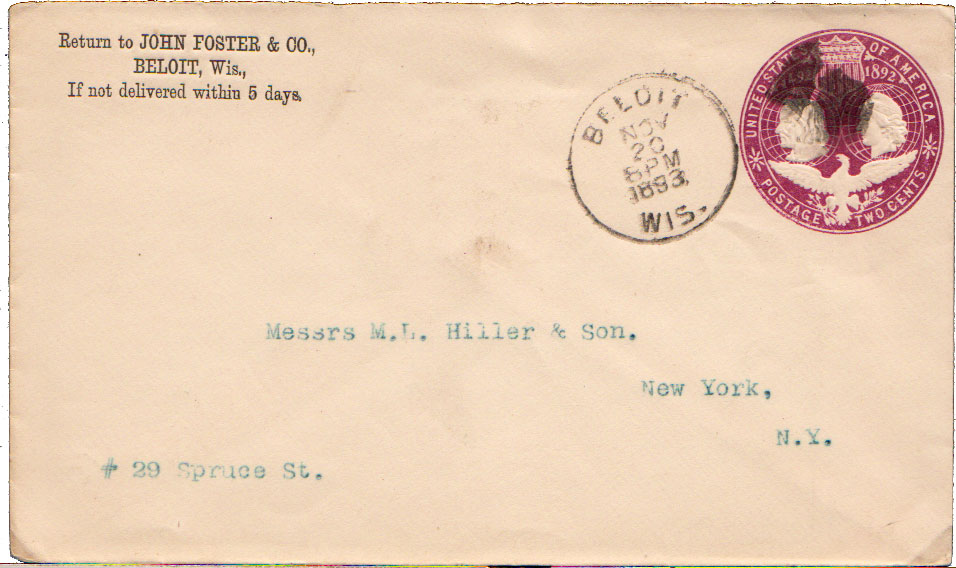 Return to JOHN FOSTER & CO.,
BELOIT, Wis.,
If not delivered within 5 days.
BELOIT
NOV
20
6PM
1893
WIS.
UNITED STATES OF AMERICA
1892
POSTAGE TWO CENTS
Messrs M.L. Hiller & Son.
New York,
N.Y.
# 29 Spruce St.